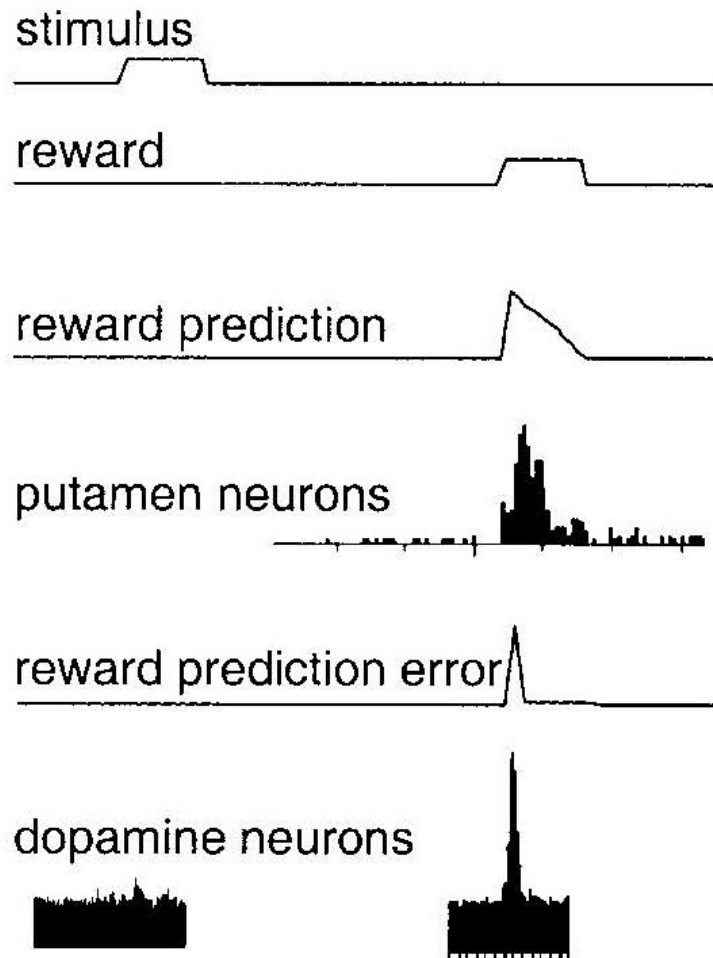 stimulus
reward
reward prediction
putamen neurons
reward prediction error
dopamine neurons